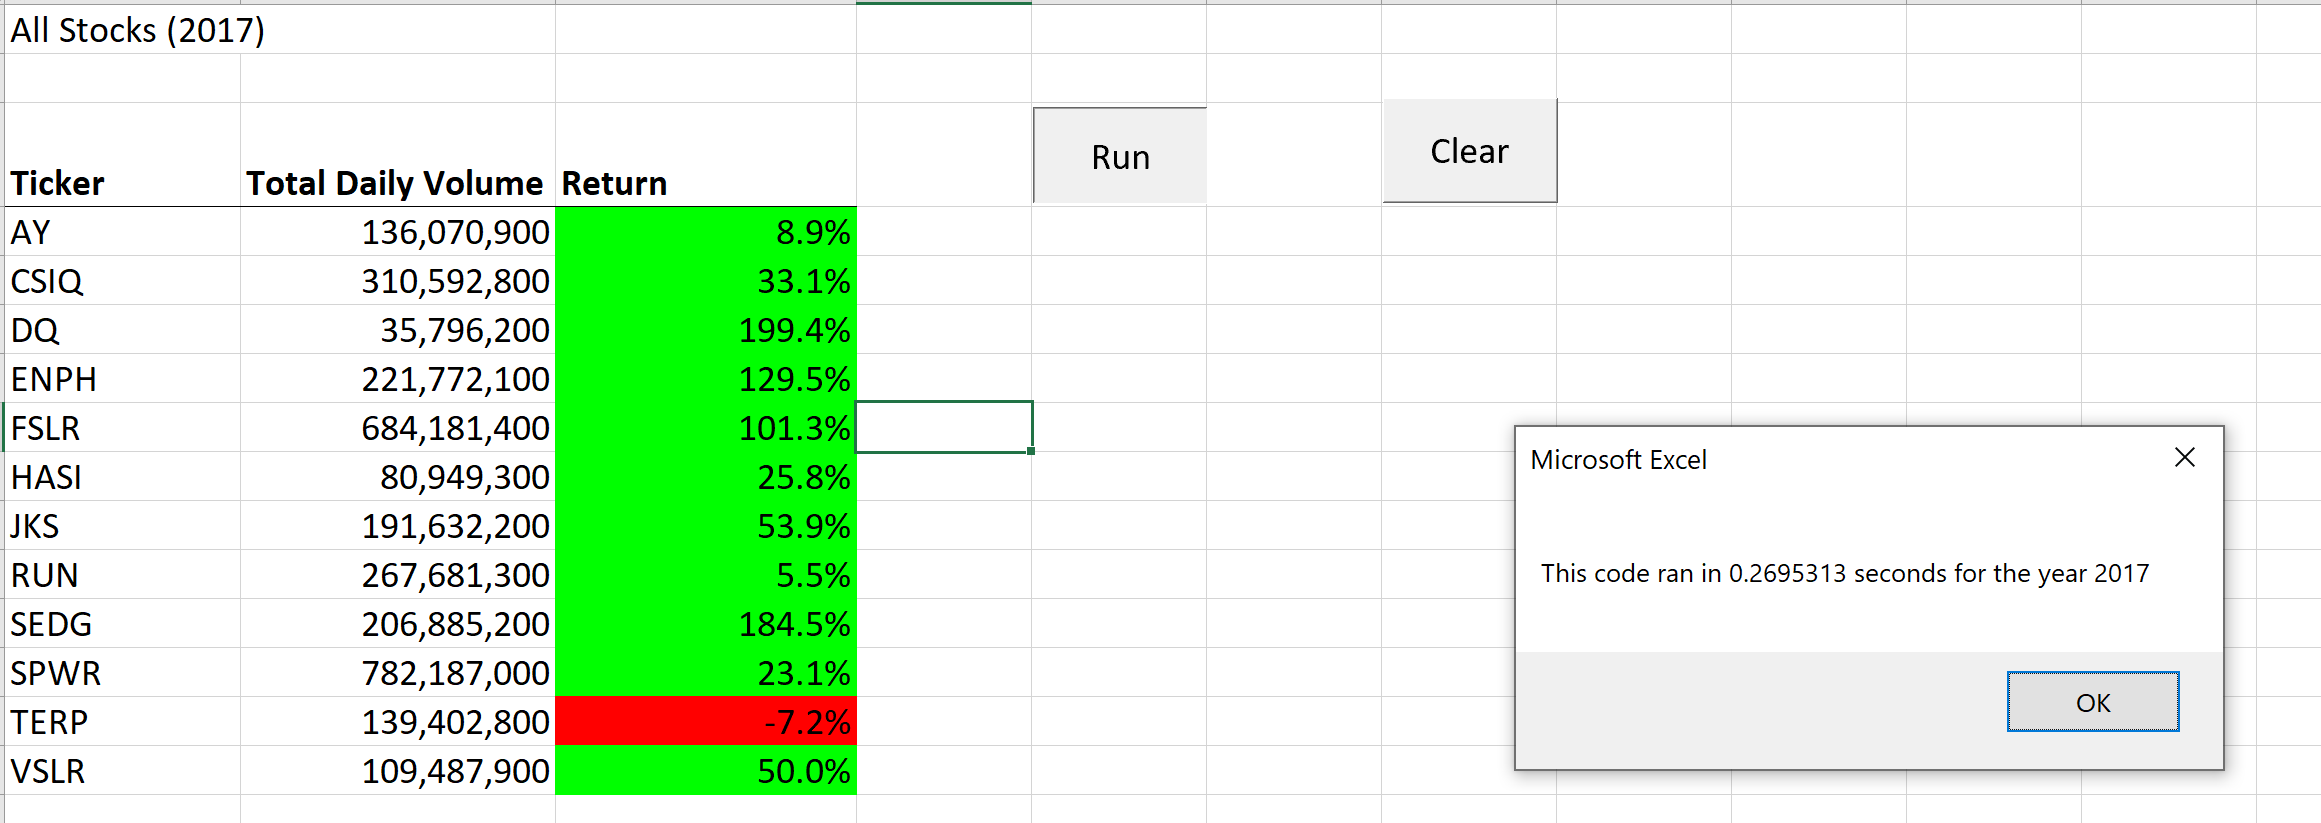 All Stocks (2017)
Run
Clear
Ticker Total Daily Volume Return
AY 136,070,900 8.9%
CSIQ 310,592,800 33.1%
DQ 35,796,200 199.4%
ENPH 221,772,100 129.5%
FSLR 684,181,400 101.3%
HASI 80,949,300 25.8%
JKS 191,632,200 53.9%
RUN 267,681,300 5.5%
SEDG 206,885,200 184.5%
SPWR 782,187,000 23.1%
TERP 139,402,800 -7.2%
VSLR 109,487,900 50.0%
Microsoft Excel
This code ran in 0.2695313 seconds for the year 2017
OK